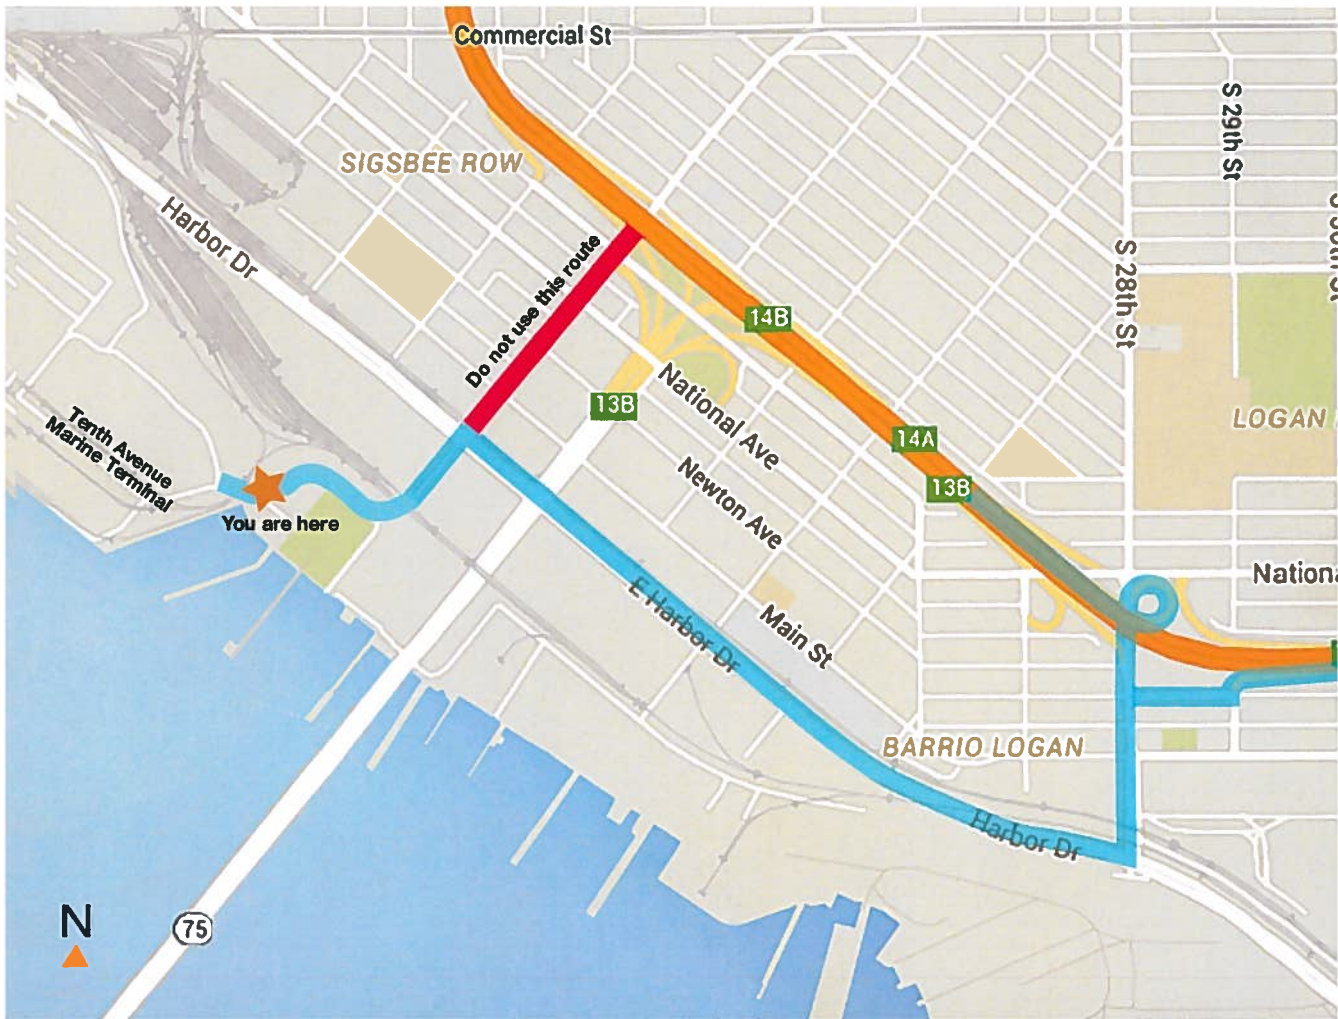 Commercial St
S 29th St
SIGSBEE ROW
Harbor Dr
Do not use this route
S 28th St
14B
13B
National Ave
LOGAN
14A
13B
Tenth Avenue
Marine Terminal
Newton Ave
You are here
Nationa
E Harbor Dr
Main St
BARRIO LOGAN
Harbor Dr
N
75